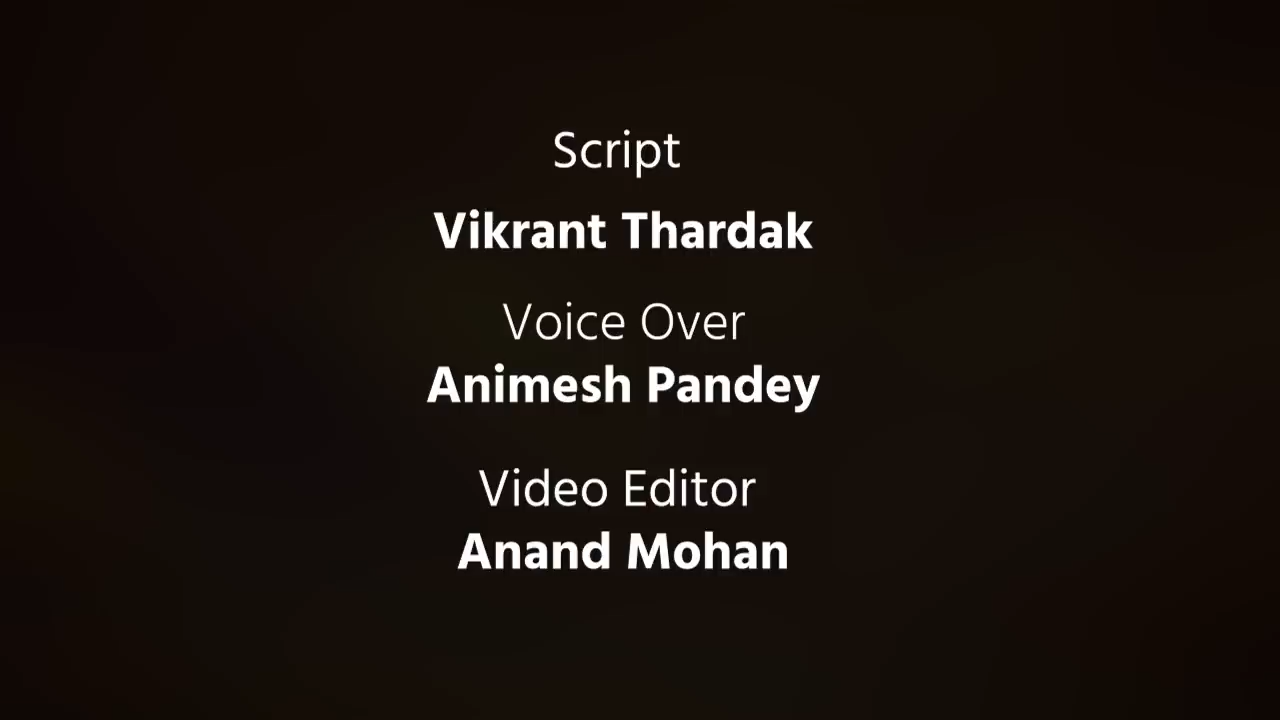 Script
Vikrant Thardak
Voice Over
Animesh Pandey
Video Editor
Anand Mohan